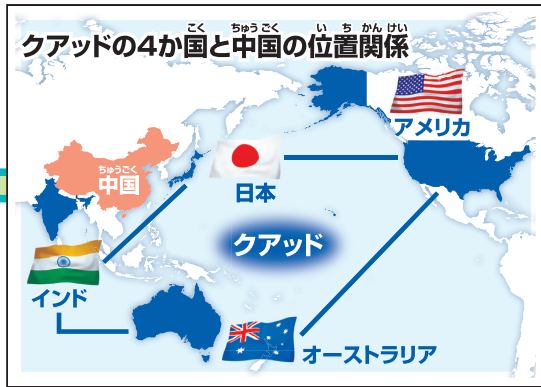 クアッドの4か国と中国の位置関係
こく ちゅうごく いちかんけい
アメリカ
ちゅうごく
中国
日本
クアッド
インド
オーストラリア